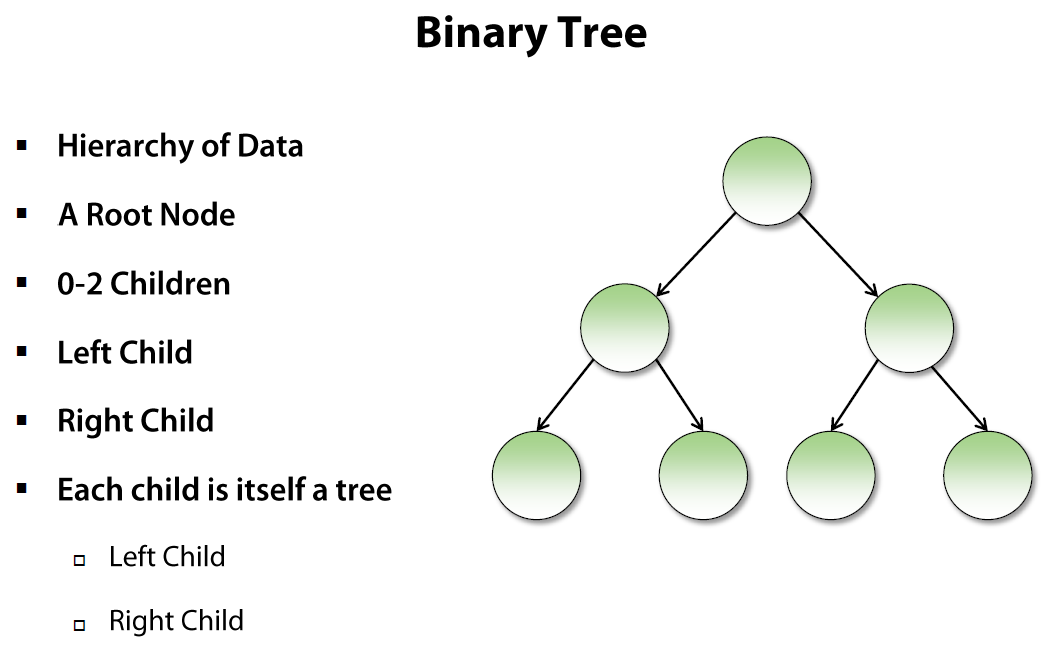 Binary Tree
▪ Hierarchy of Data
▪ A Root Node
▪ 0-2 Children
▪ Left Child
▪ Right Child
▪ Each child is itself a tree
▫ Left Child
▫ Right Child